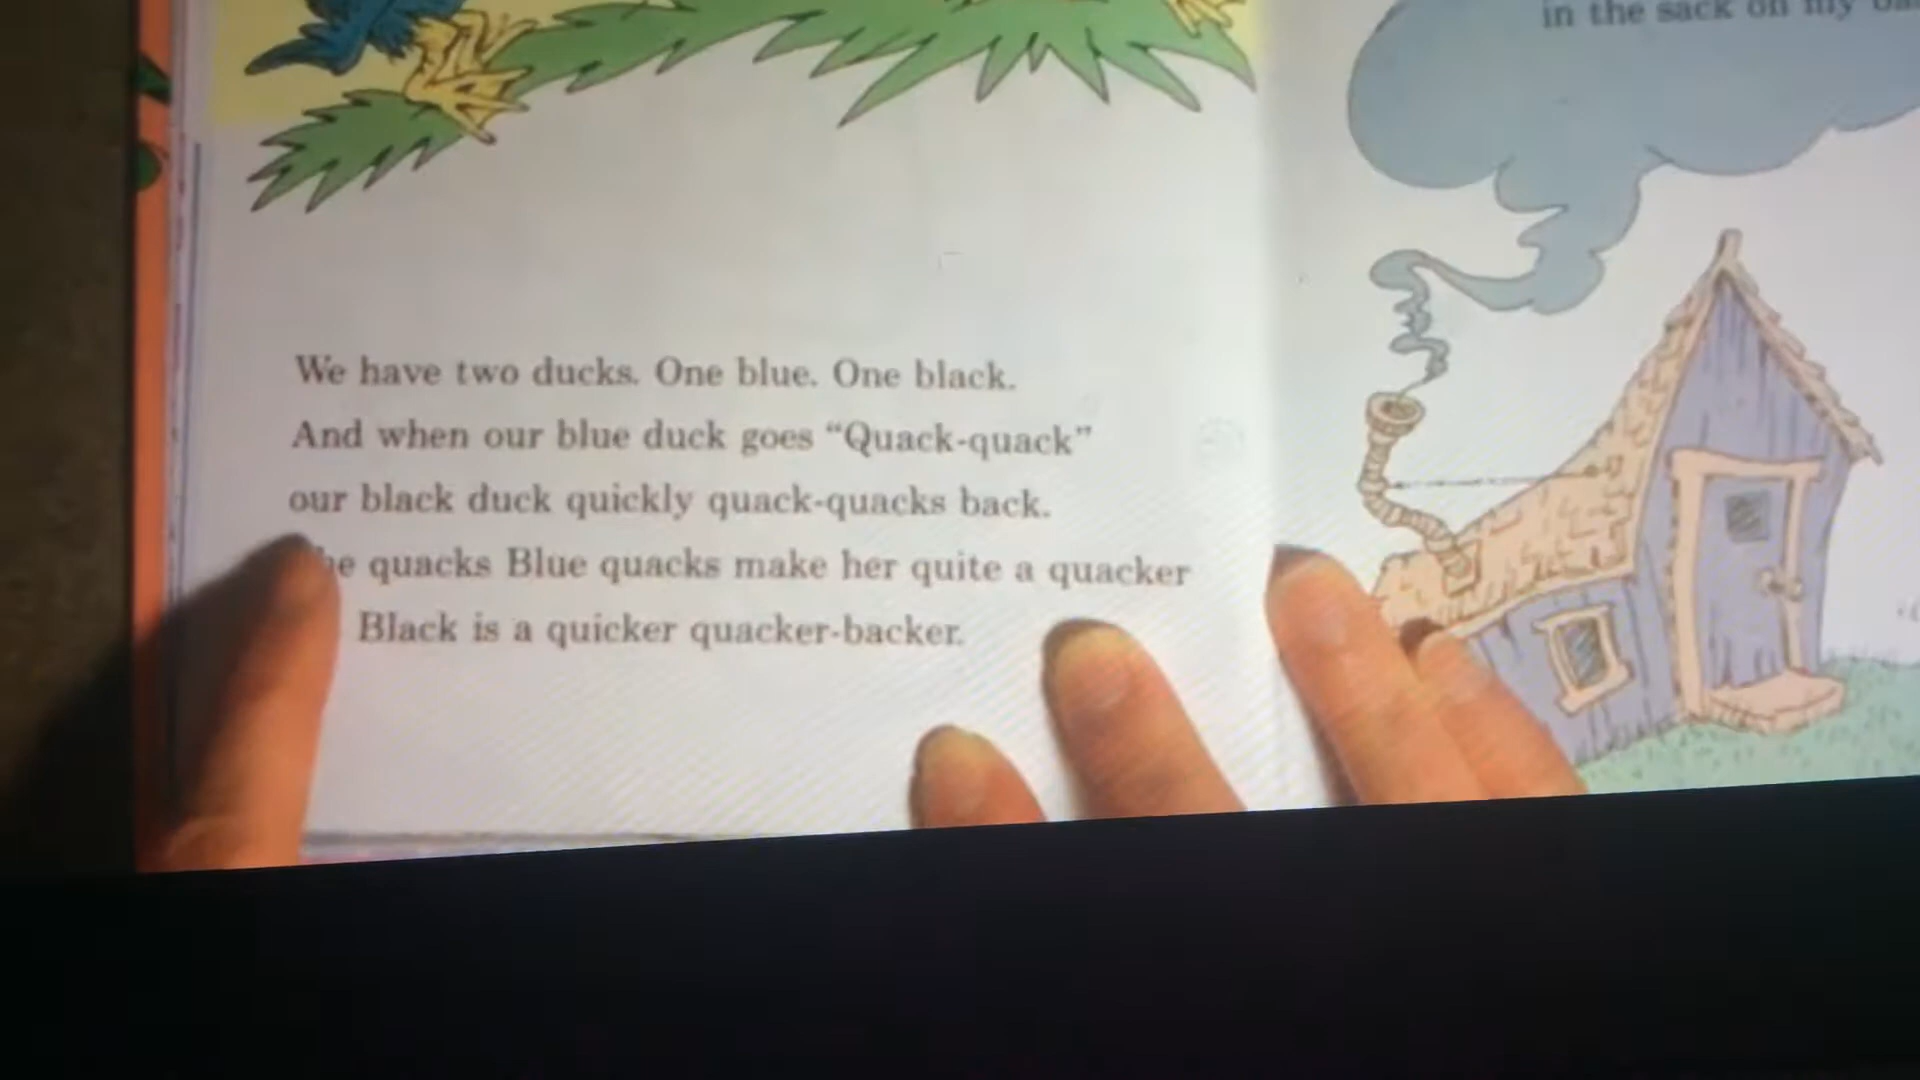 We have two ducks. One blue. One black.
And when our blue duck goes “Quack-quack”
our black duck quickly quack-quacks back.
quacks Blue quacks make her quite a quacker
Black is a quicker quacker-backer.
in the sack on my